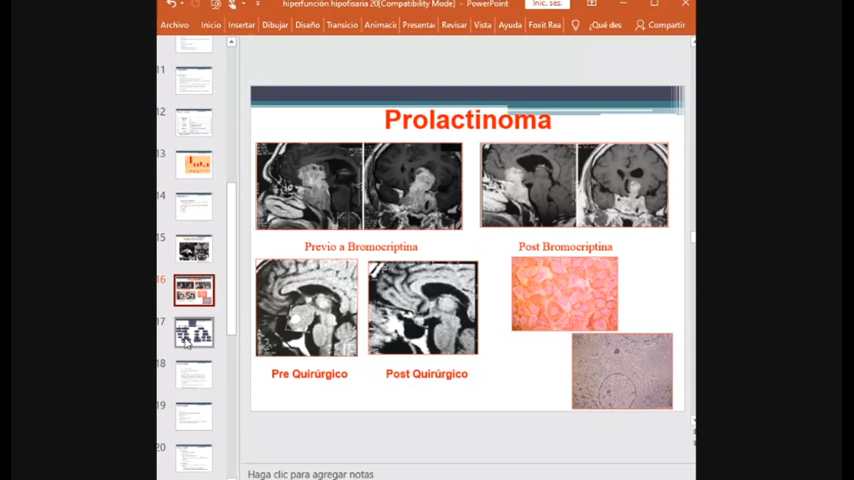 hiperfunción hipofisaria 20[Compatibility Mode] - PowerPoint
Inic. ses.
Archivo Inicio Insertar Dibujar Diseño Transicio Animacio Presentar Revisar Vista Ayuda Foxit Rea ¿Qué des Compartir
11
12
13
14
15
16
17
18
19
20
Prolactinoma
Previo a Bromocriptina
Post Bromocriptina
Pre Quirúrgico
Post Quirúrgico
Haga clic para agregar notas